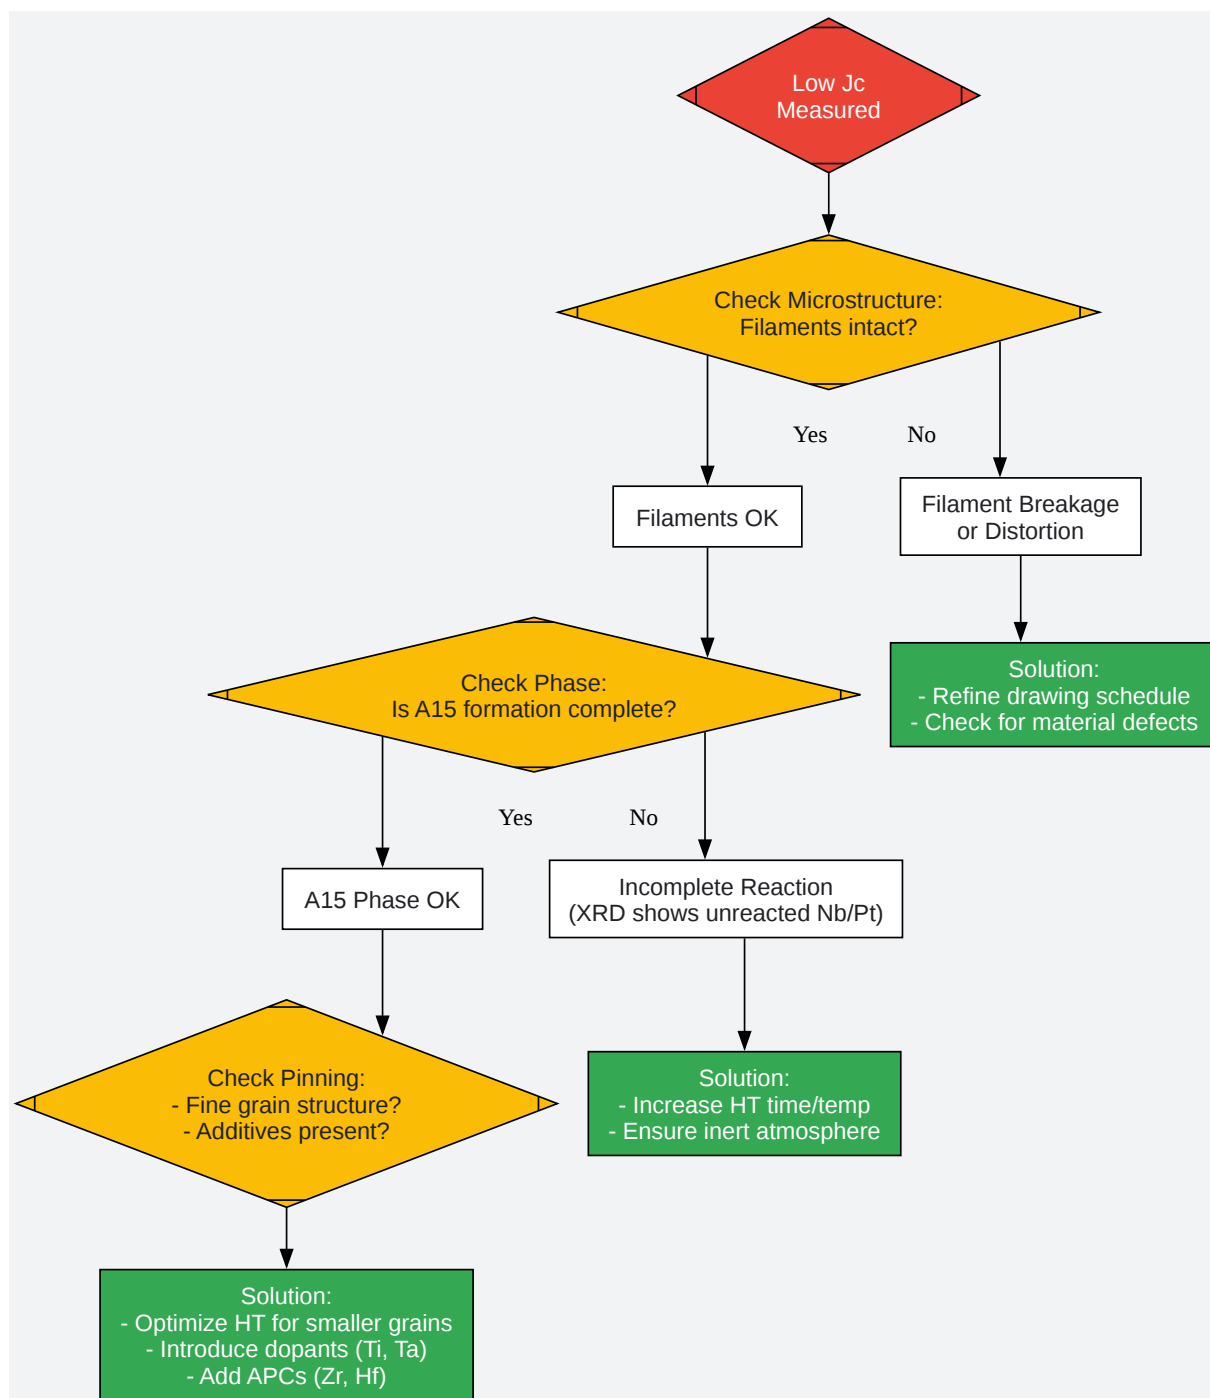 Low Jc
Measured
Check Microstructure:
Filaments intact?
Yes
No
Filaments OK
Filament Breakage
or Distortion
Solution:
- Refine drawing schedule
- Check for material defects
Check Phase:
Is A15 formation complete?
Yes
No
A15 Phase OK
Incomplete Reaction
(XRD shows unreacted Nb/Pt)
Solution:
- Increase HT time/temp
- Ensure inert atmosphere
Check Pinning:
- Fine grain structure?
- Additives present?
Solution:
- Optimize HT for smaller grains
- Introduce dopants (Ti, Ta)
- Add APCs (Zr, Hf)